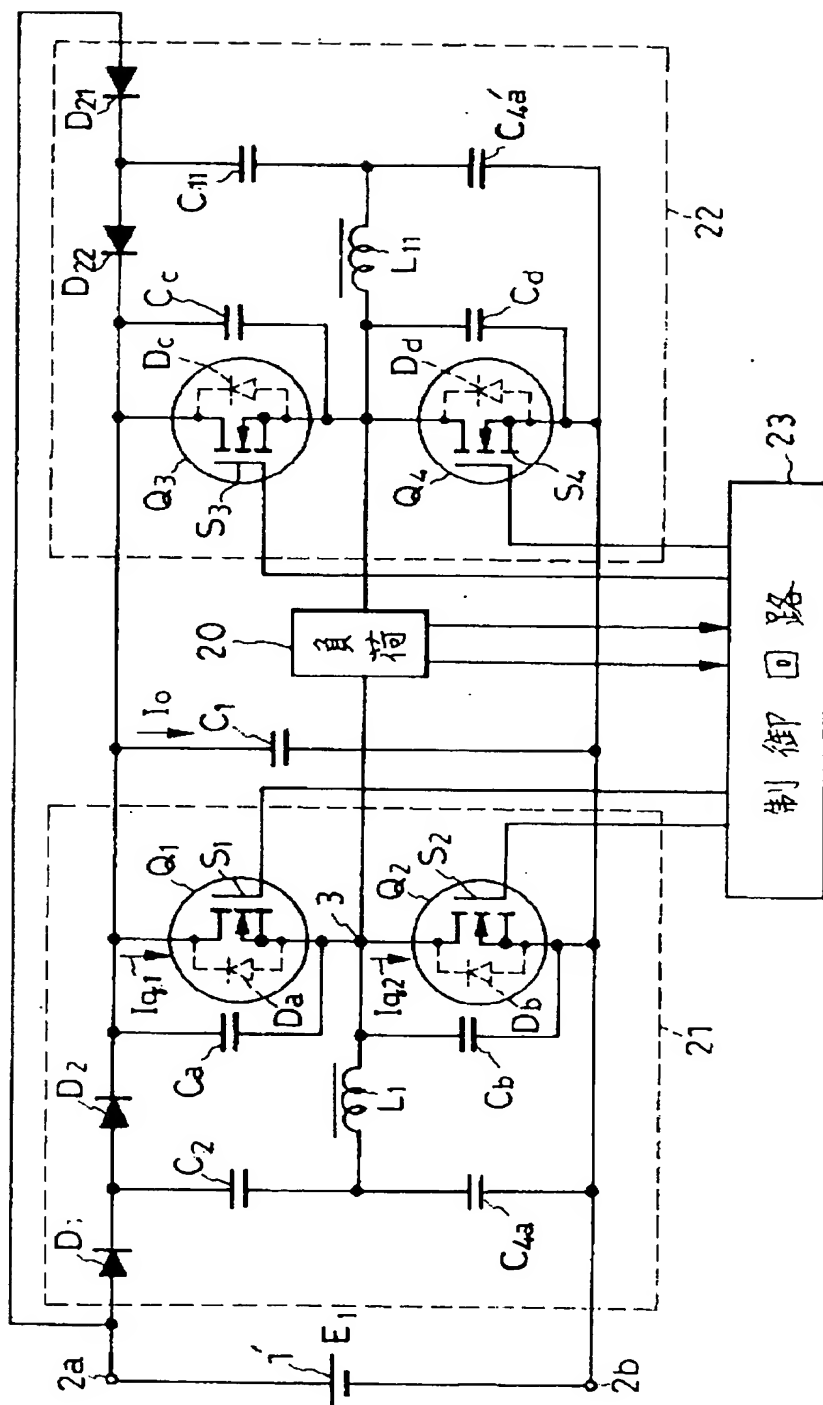 D21
D22
C11
C4a'
L11
22
Cc
Dc
Q3
S3
Cd
Dd
Q4
S4
20
負荷
23
制御回路
Io
C1
Iq1
Q1
S1
Da
Ca
3
Iq2
Q2
S2
Db
Cb
21
D2
D1
C2
L1
C4a
2a
1'
E1
2b